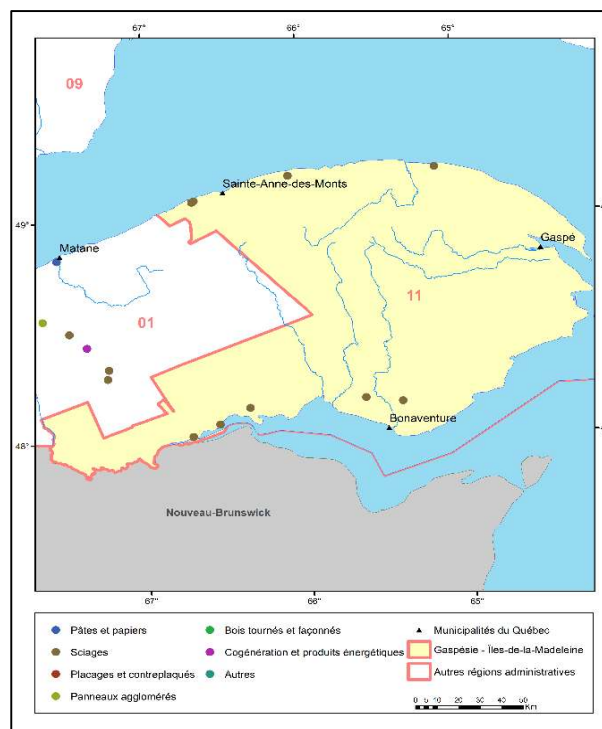 67°
66°
65°
09
Sainte-Anne-des-Monts
49°
Matane
Gaspé
11
01
Bonaventure
48°
Nouveau-Brunswick
67°
66°
65°
Pâtes et papiers
Sciages
Placages et contreplaqués
Panneaux agglomérés
Bois tournés et façonnés
Cogénération et produits énergétiques
Autres
Municipalités du Québec
Gaspésie - Îles-de-la-Madeleine
Autres régions administratives
0 5 10 20 30 40 50
Km